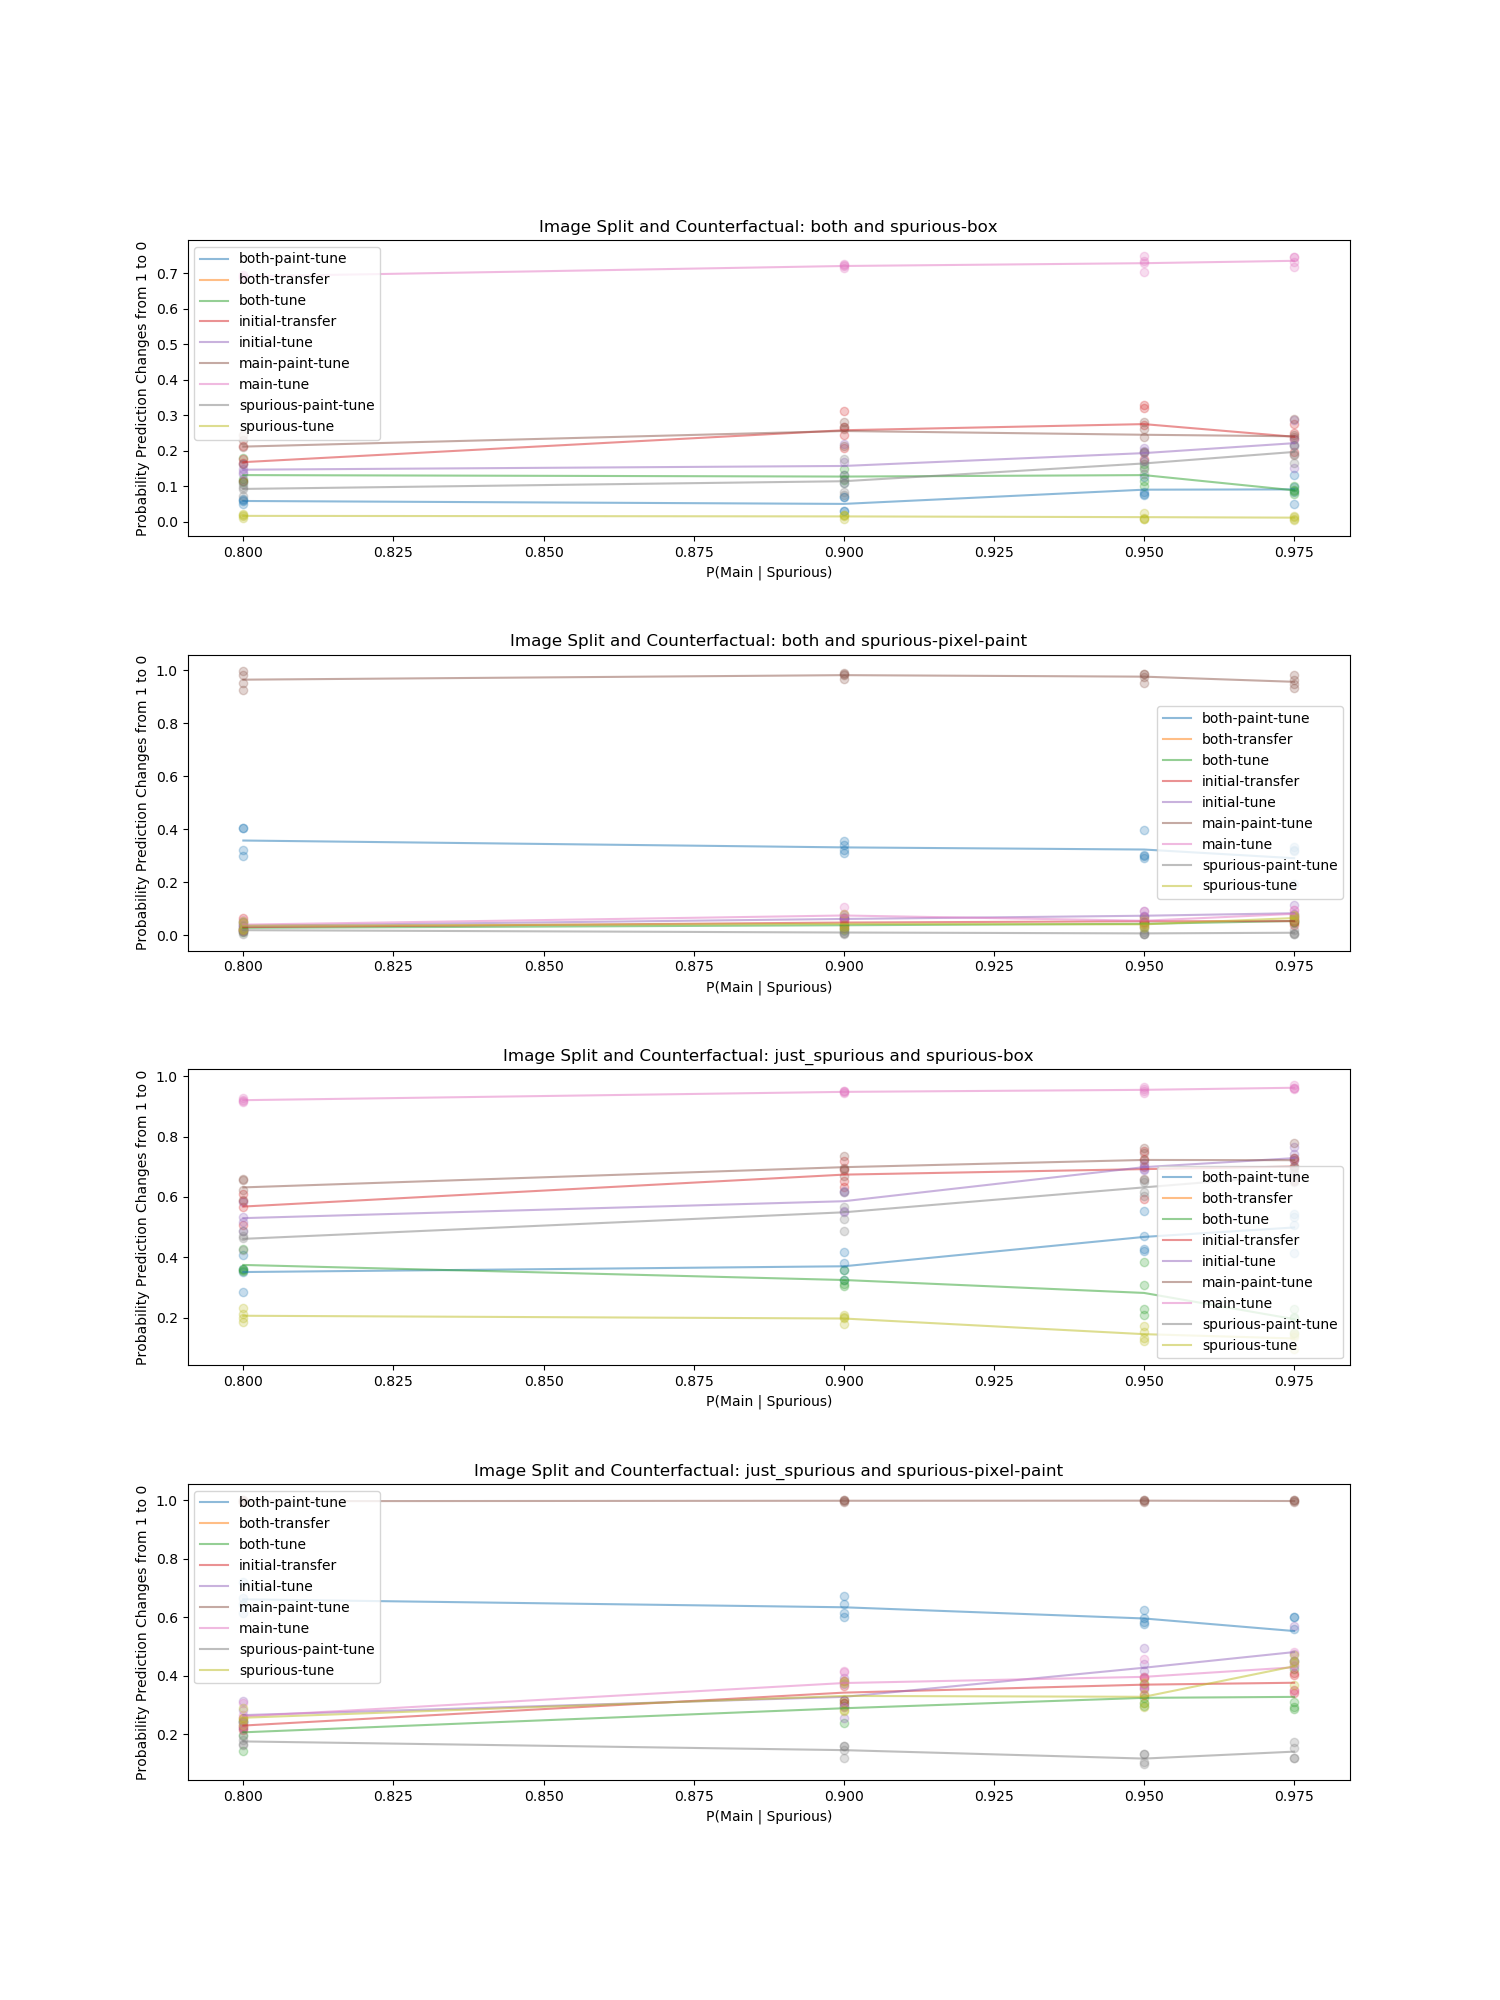 Image Split and Counterfactual: both and spurious-box
Probability Prediction Changes from 1 to 0
0.7
0.6
0.5
0.4
0.3
0.2
0.1
0.0
both-paint-tune
both-transfer
both-tune
initial-transfer
initial-tune
main-paint-tune
main-tune
spurious-paint-tune
spurious-tune
0.800 0.825 0.850 0.875 0.900 0.925 0.950 0.975
P(Main | Spurious)
Image Split and Counterfactual: both and spurious-pixel-paint
Probability Prediction Changes from 1 to 0
1.0
0.8
0.6
0.4
0.2
0.0
both-paint-tune
both-transfer
both-tune
initial-transfer
initial-tune
main-paint-tune
main-tune
spurious-paint-tune
spurious-tune
0.800 0.825 0.850 0.875 0.900 0.925 0.950 0.975
P(Main | Spurious)
Image Split and Counterfactual: just_spurious and spurious-box
Probability Prediction Changes from 1 to 0
1.0
0.8
0.6
0.4
0.2
both-paint-tune
both-transfer
both-tune
initial-transfer
initial-tune
main-paint-tune
main-tune
spurious-paint-tune
spurious-tune
0.800 0.825 0.850 0.875 0.900 0.925 0.950 0.975
P(Main | Spurious)
Image Split and Counterfactual: just_spurious and spurious-pixel-paint
Probability Prediction Changes from 1 to 0
1.0
0.8
0.6
0.4
0.2
both-paint-tune
both-transfer
both-tune
initial-transfer
initial-tune
main-paint-tune
main-tune
spurious-paint-tune
spurious-tune
0.800 0.825 0.850 0.875 0.900 0.925 0.950 0.975
P(Main | Spurious)